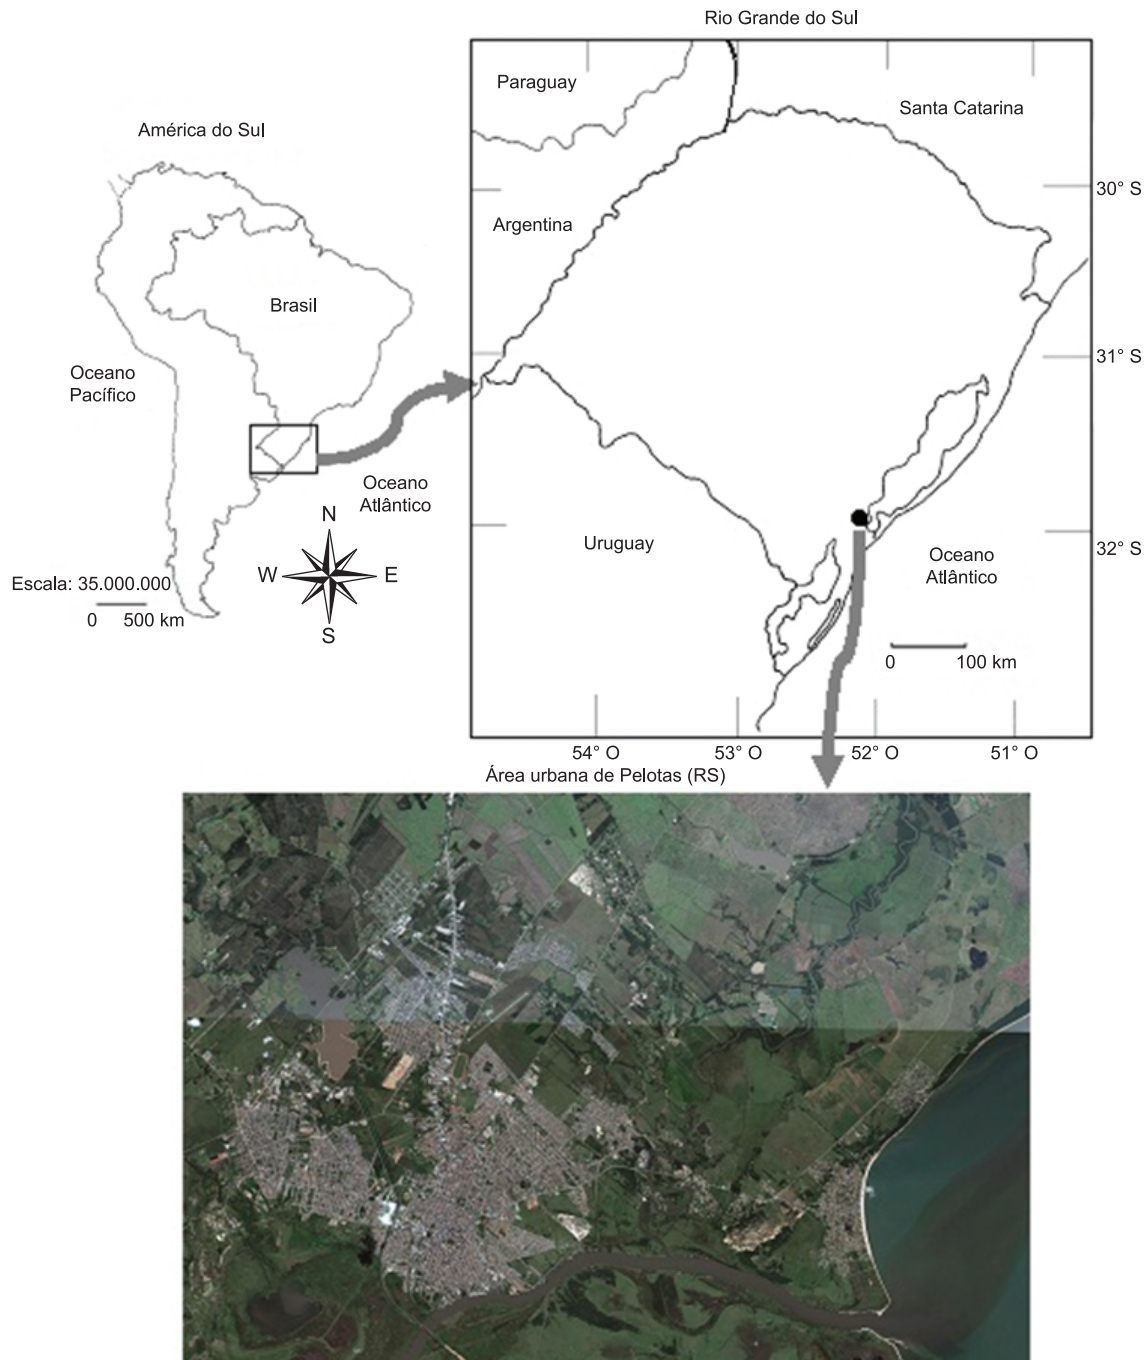 Rio Grande do Sul
Paraguay
Santa Catarina
América do Sul
30° S
Argentina
Brasil
31° S
Oceano
Pacífico
Oceano
Atlântico
N
W
E
S
Uruguay
Oceano
Atlântico
32° S
Escala: 35.000.000
0 500 km
0 100 km
54° O
53° O
52° O
51° O
Área urbana de Pelotas (RS)